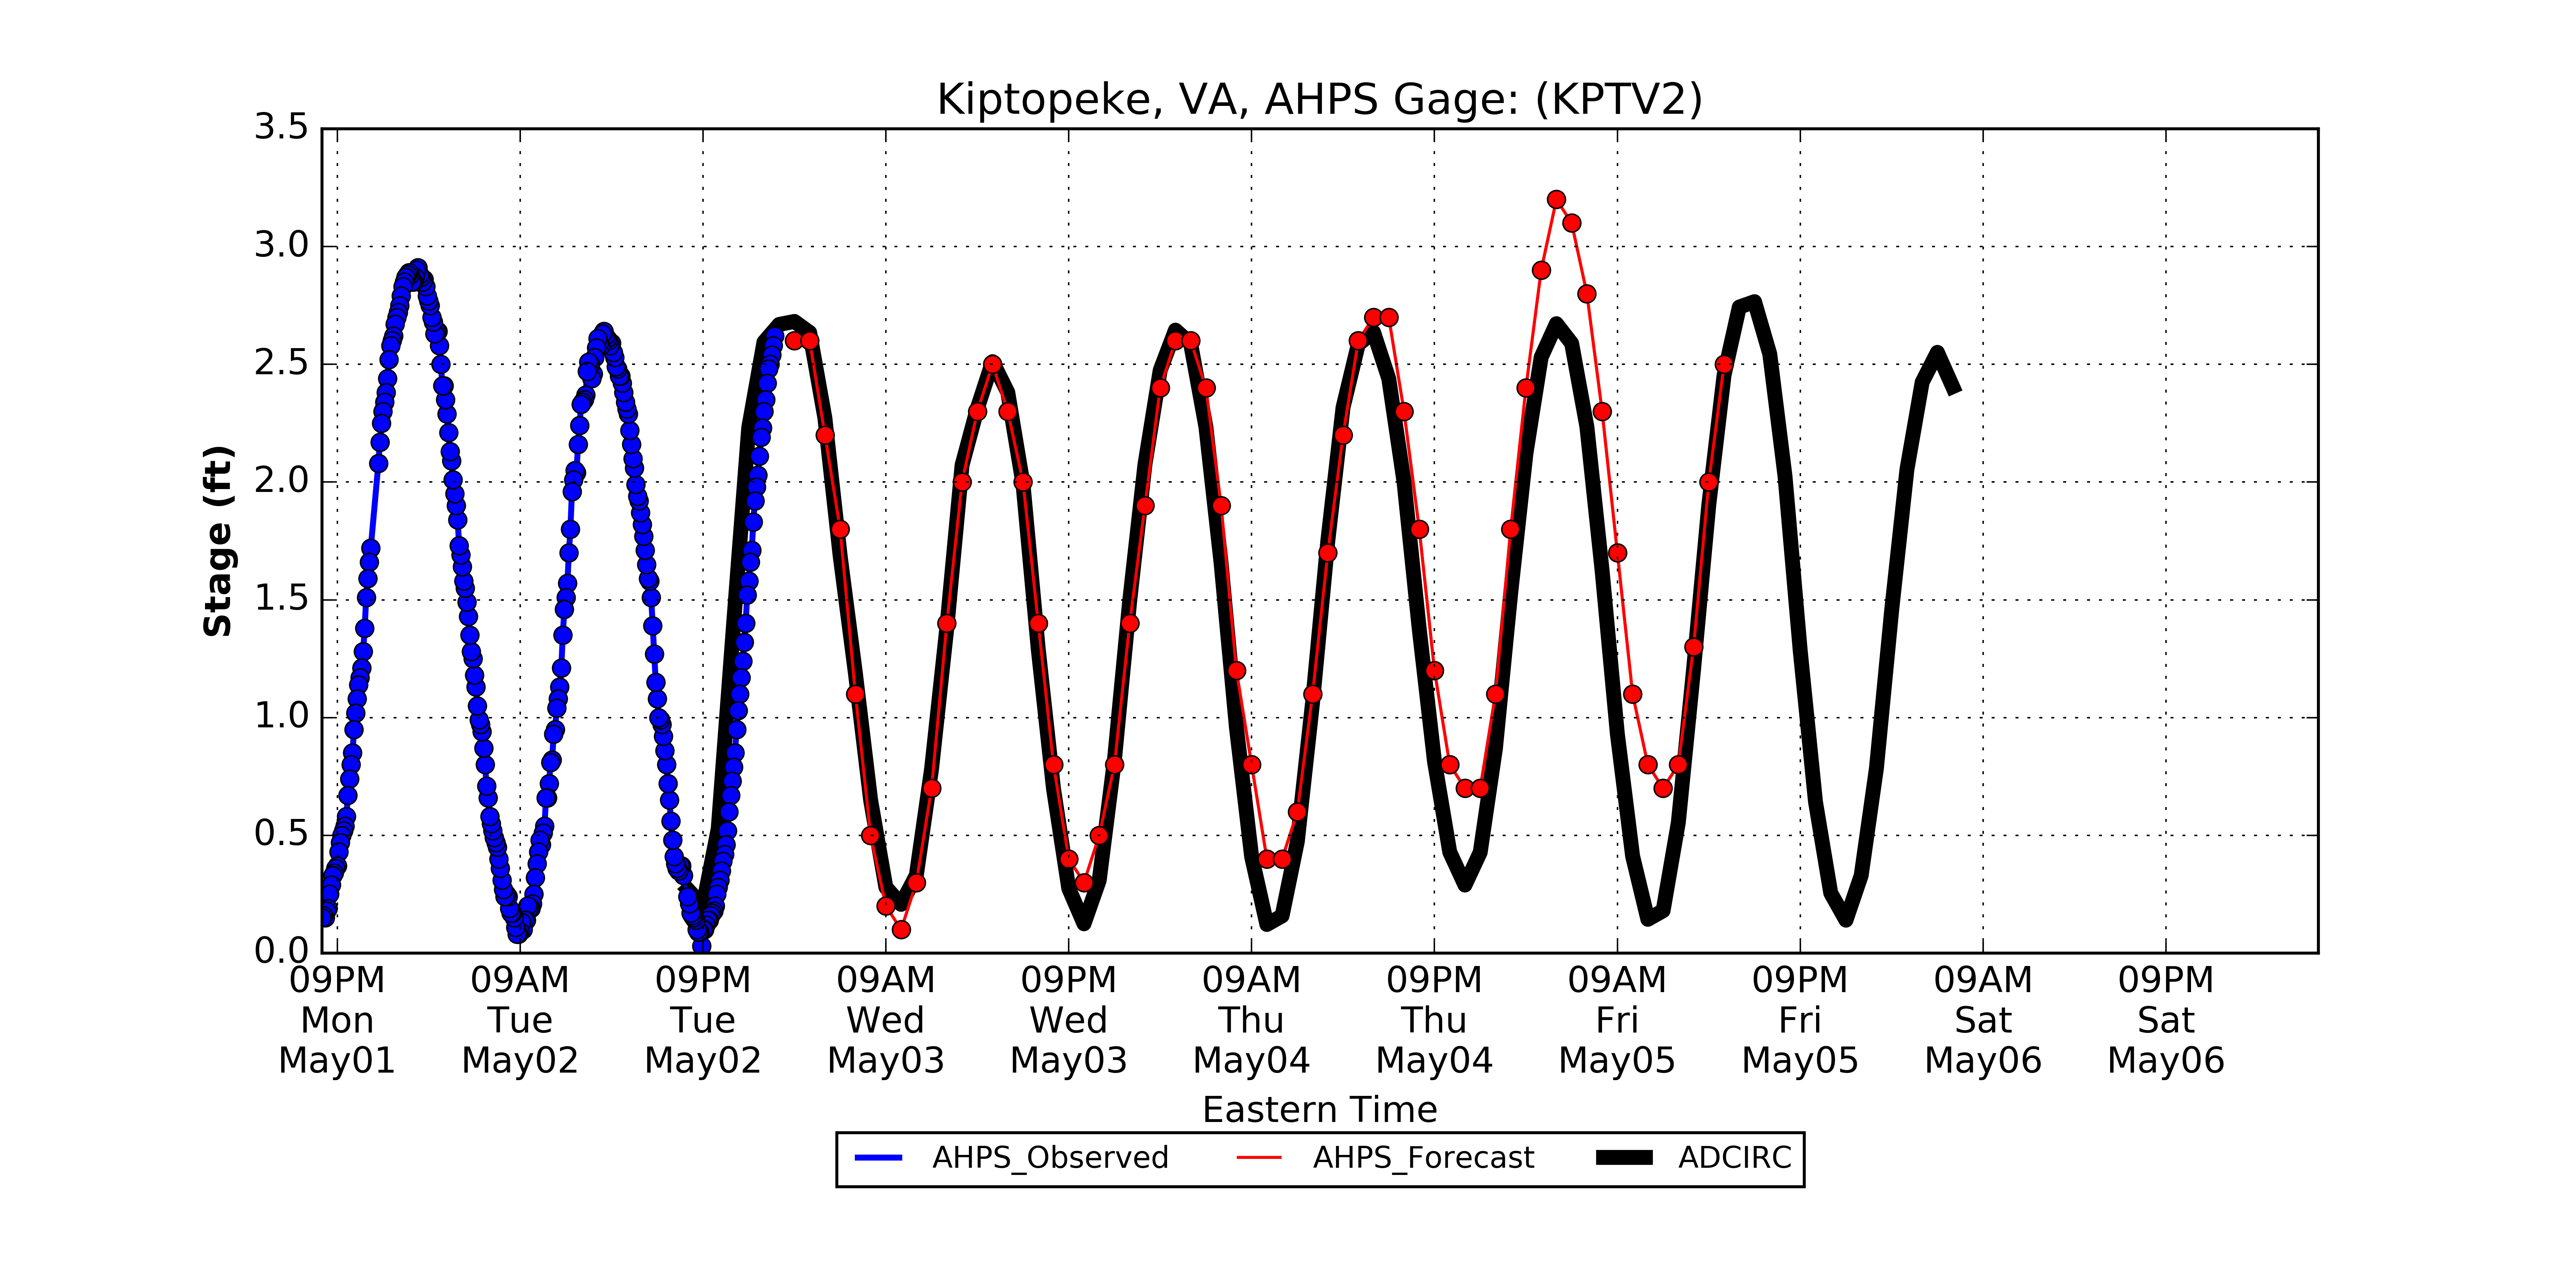 Kiptopeke, VA, AHPS Gage: (KPTV2)
3.5
3.0
2.5
2.0
1.5
1.0
0.5
0.0
Stage (ft)
09PM 09AM 09PM 09AM 09PM 09AM 09PM 09AM 09PM 09AM 09PM
Mon Tue Tue Wed Wed Thu Thu Fri Fri Sat Sat
May01 May02 May02 May03 May03 May04 May04 May05 May05 May06 May06
Eastern Time
AHPS_Observed AHPS_Forecast ADCIRC